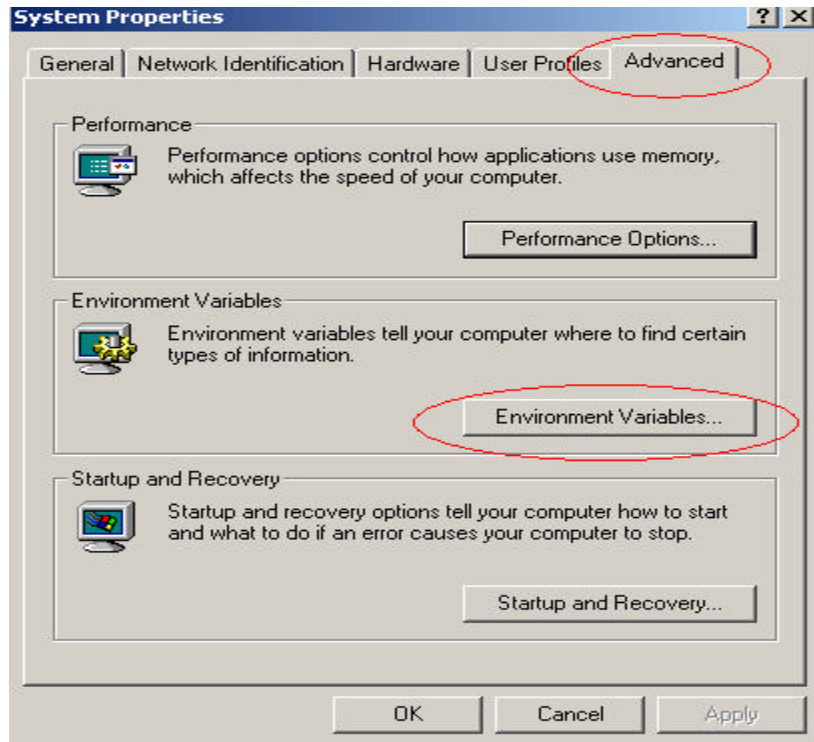 System Properties
General
Network Identification
Hardware
User Profiles
Advanced
Performance
Performance options control how applications use memory,
which affects the speed of your computer.
Performance Options...
Environment Variables
Environment variables tell your computer where to find certain
types of information.
Environment Variables...
Startup and Recovery
Startup and recovery options tell your computer how to start
and what to do if an error causes your computer to stop.
Startup and Recovery...
OK
Cancel
Apply